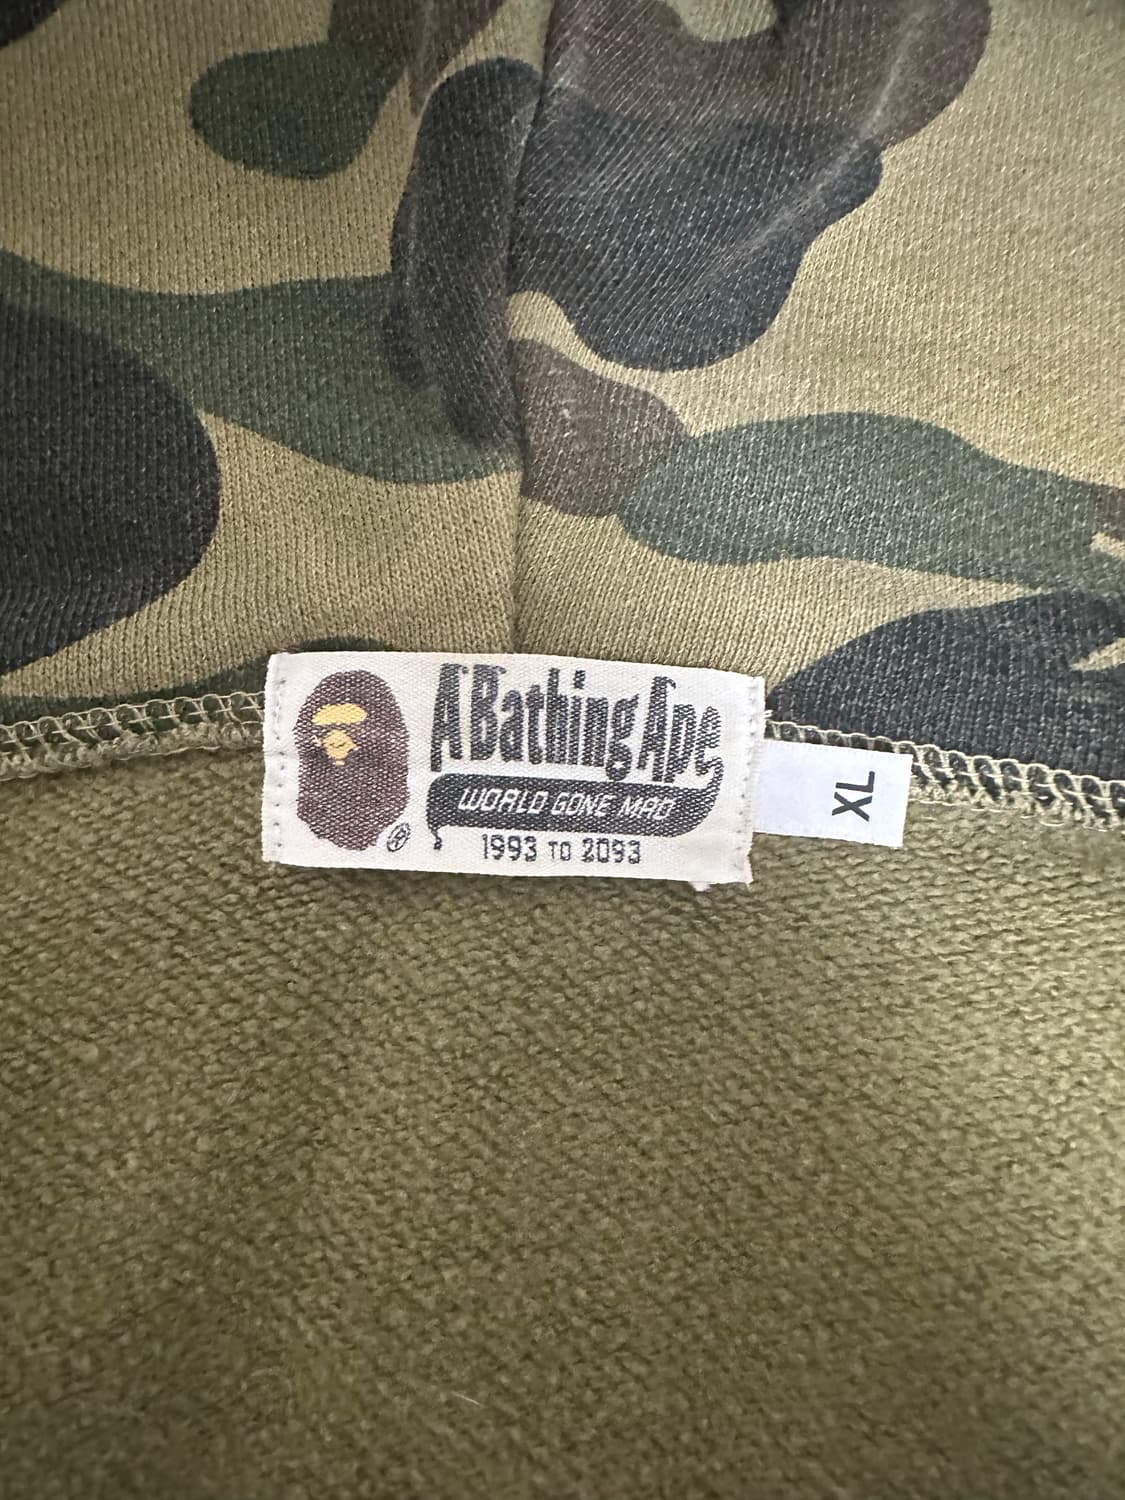 A Bathing Ape
WORLD GONE MAD
1993 TO 2093
®
XL